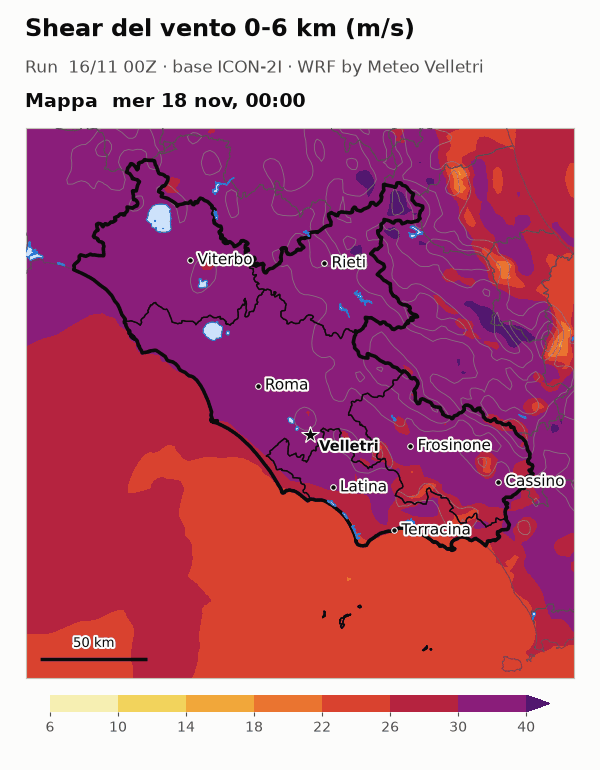 Shear del vento 0-6 km (m/s)
Run  16/11 00Z · base ICON-2I · WRF by Meteo Velletri
Mappa  mer 18 nov, 00:00
Viterbo
Rieti
Roma
Velletri
Frosinone
Latina
Cassino
Terracina
50 km
6 10 14 18 22 26 30 40